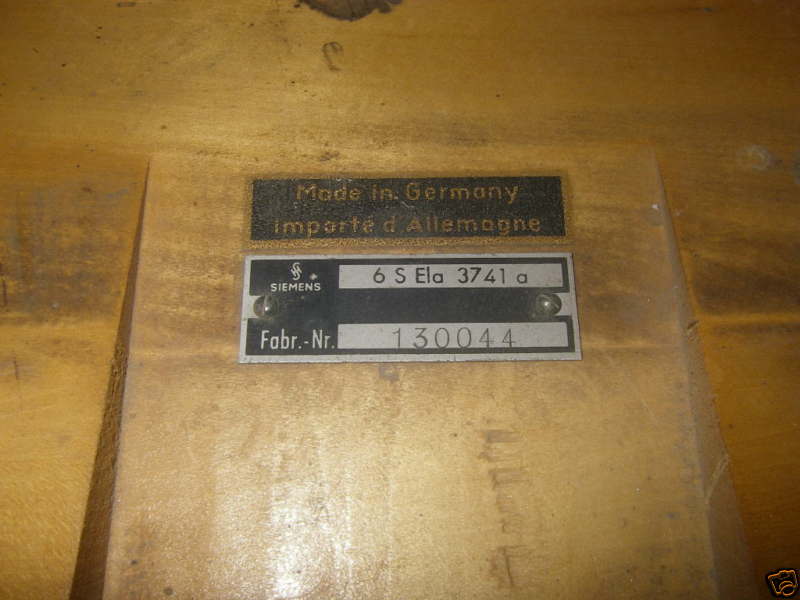 Made in Germany
importé d'Allemagne
SIEMENS
6 S Ela 3741 a
Fabr.-Nr. 130044